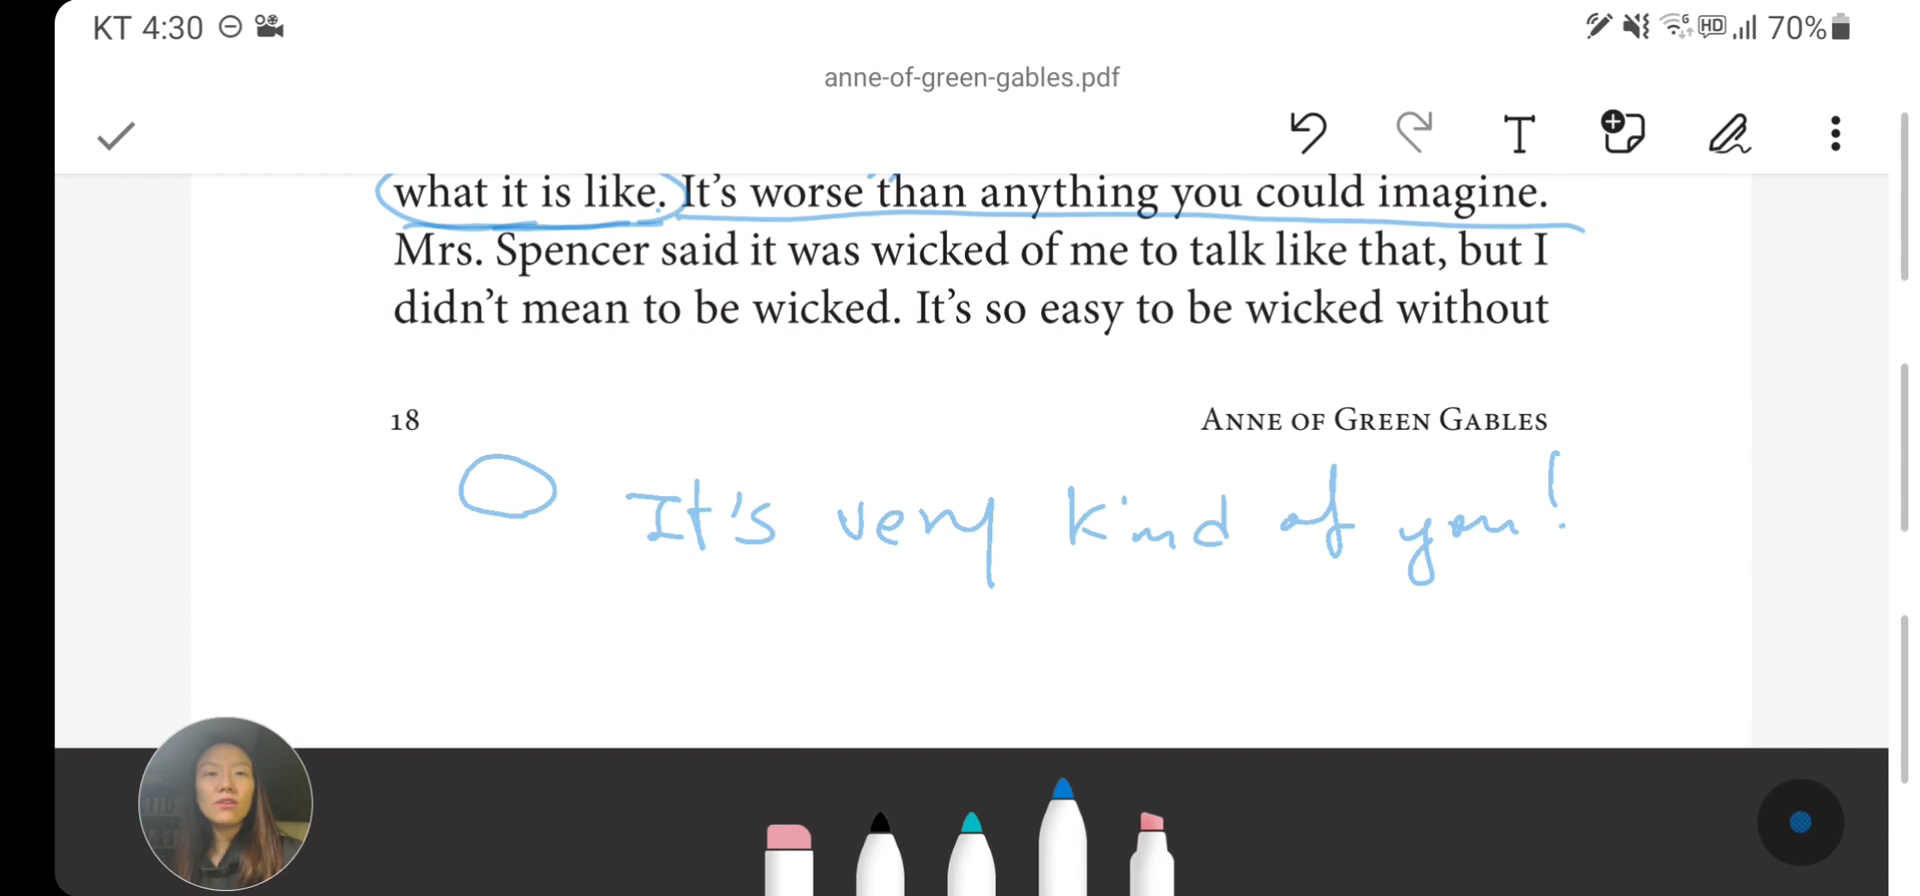 KT 4:30 HD 70%
anne-of-green-gables.pdf
T
what it is like. It's worse than anything you could imagine.
Mrs. Spencer said it was wicked of me to talk like that, but I
didn't mean to be wicked. It's so easy to be wicked without
18 Anne of Green Gables
It's very kind of you!